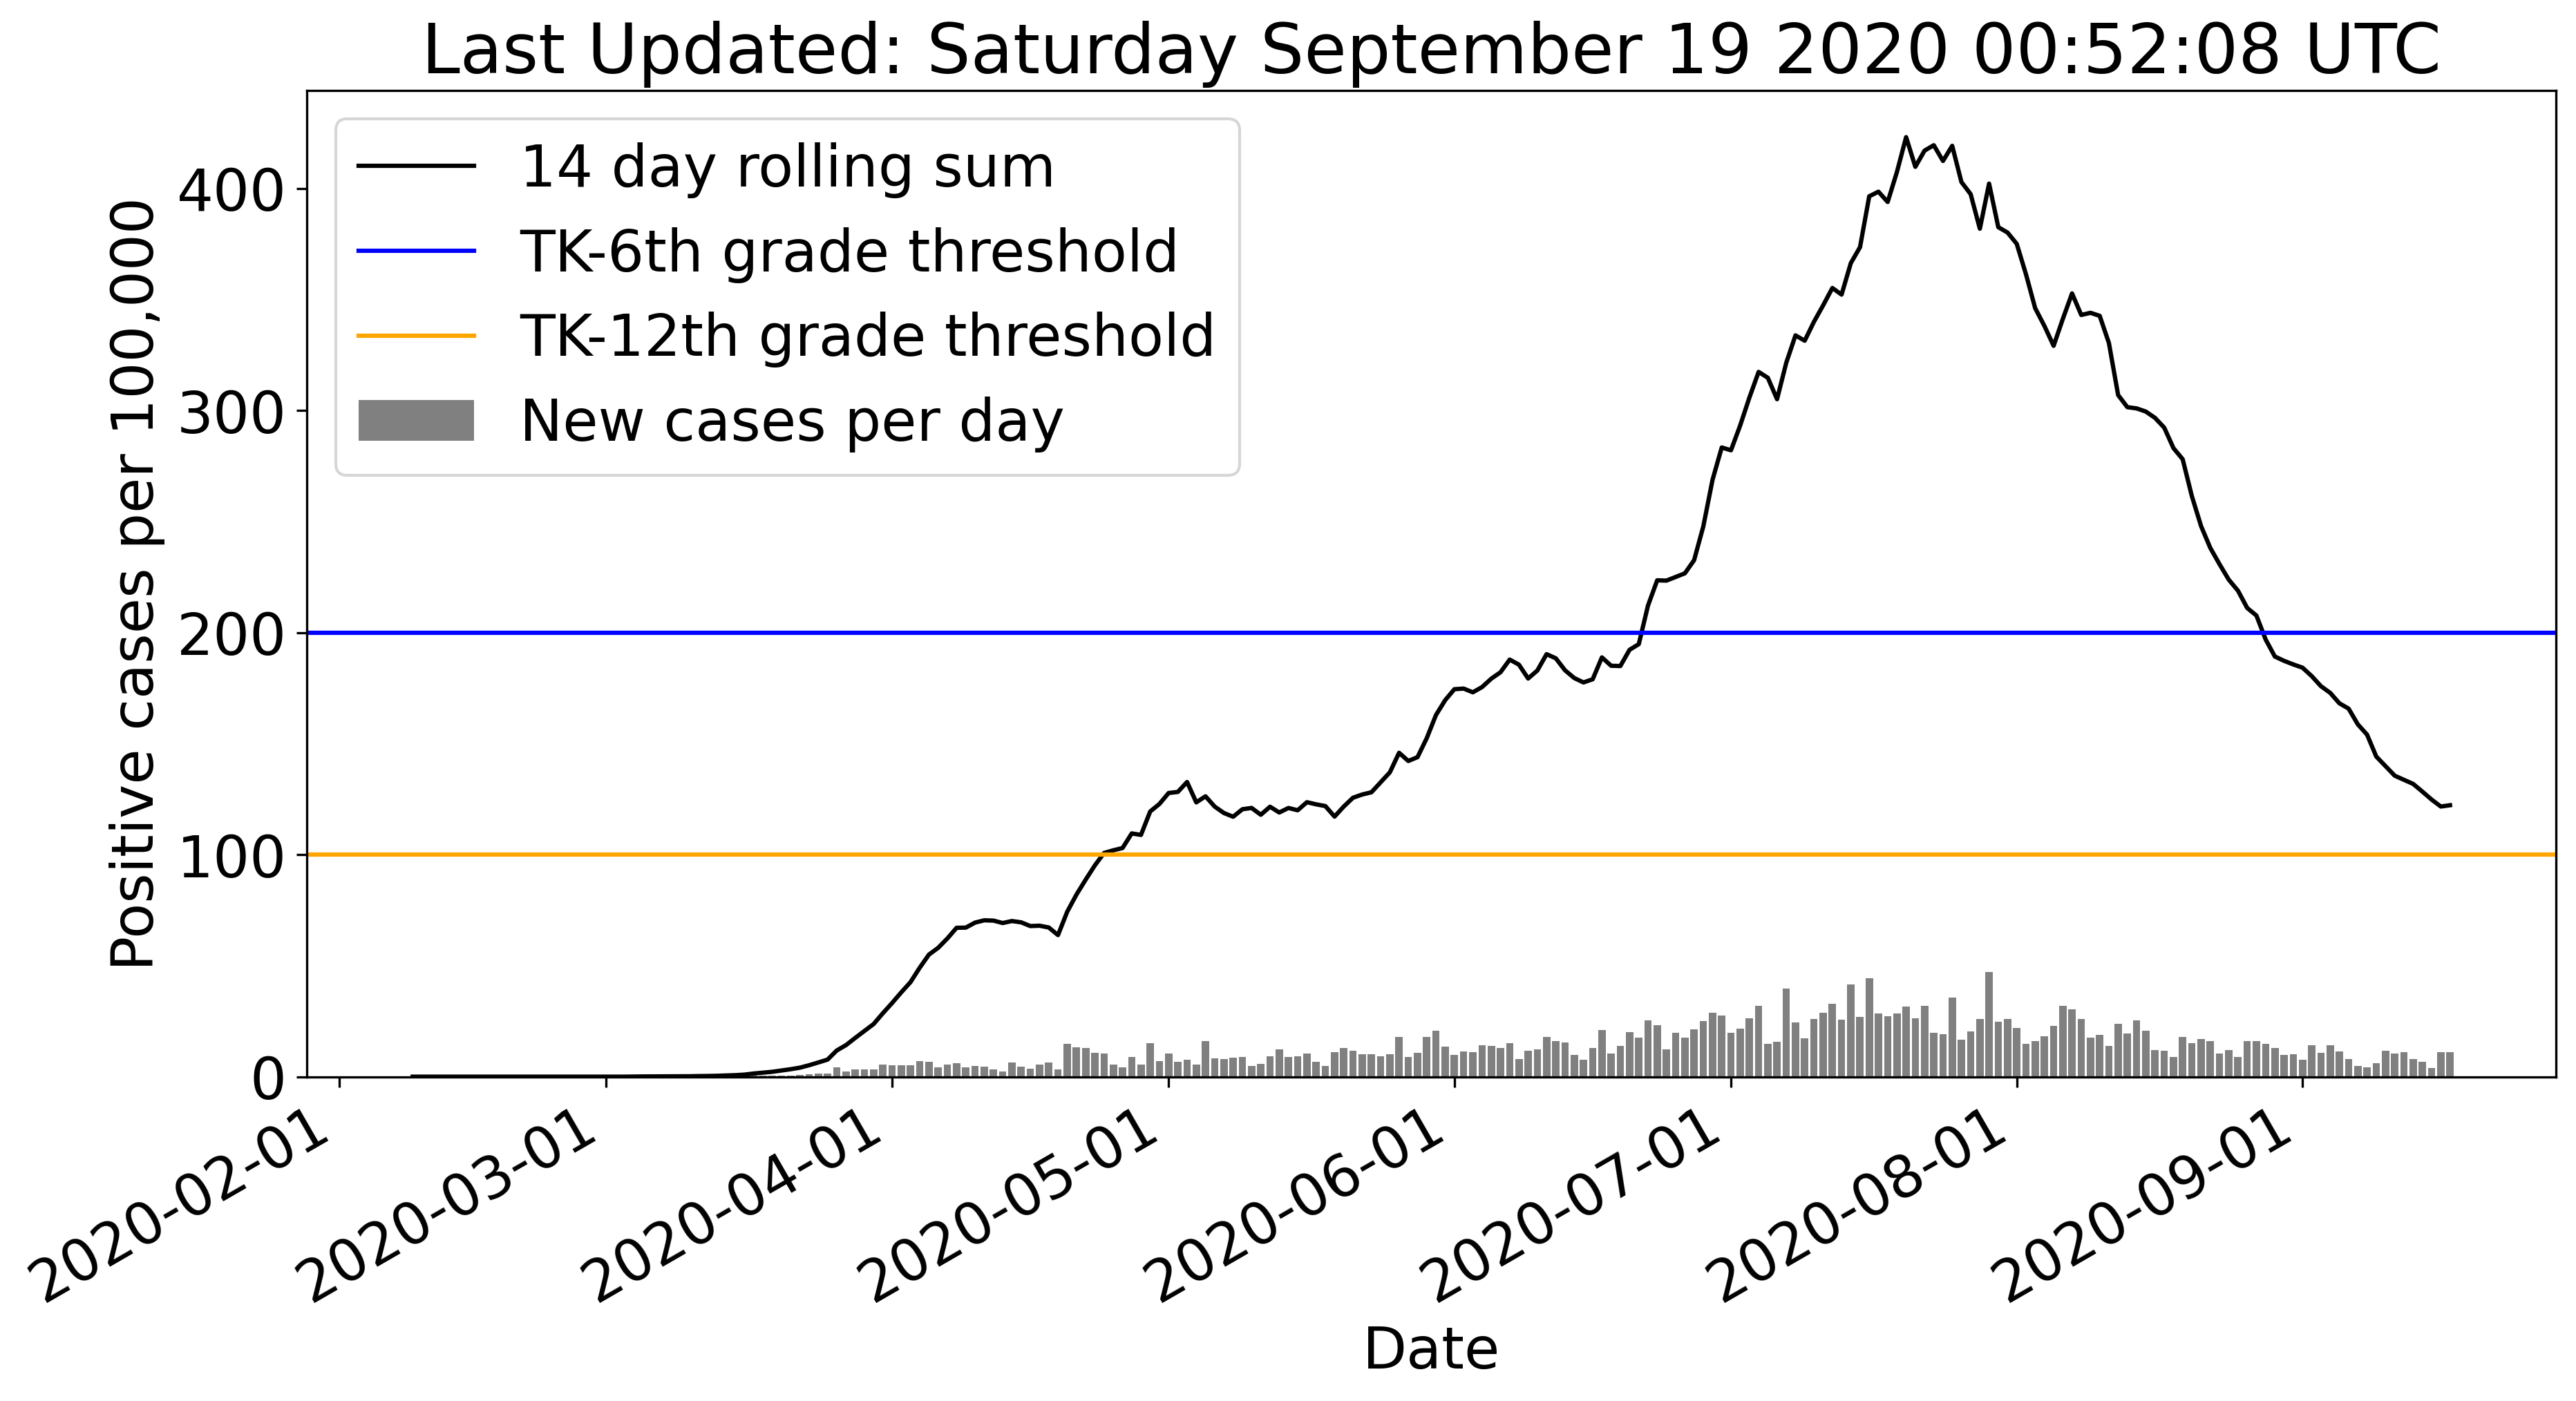 Last Updated: Saturday September 19 2020 00:52:08 UTC
14 day rolling sum
TK-6th grade threshold
TK-12th grade threshold
New cases per day
Positive cases per 100,000
400
300
200
100
0
2020-02-01
2020-03-01
2020-04-01
2020-05-01
2020-06-01
2020-07-01
2020-08-01
2020-09-01
Date